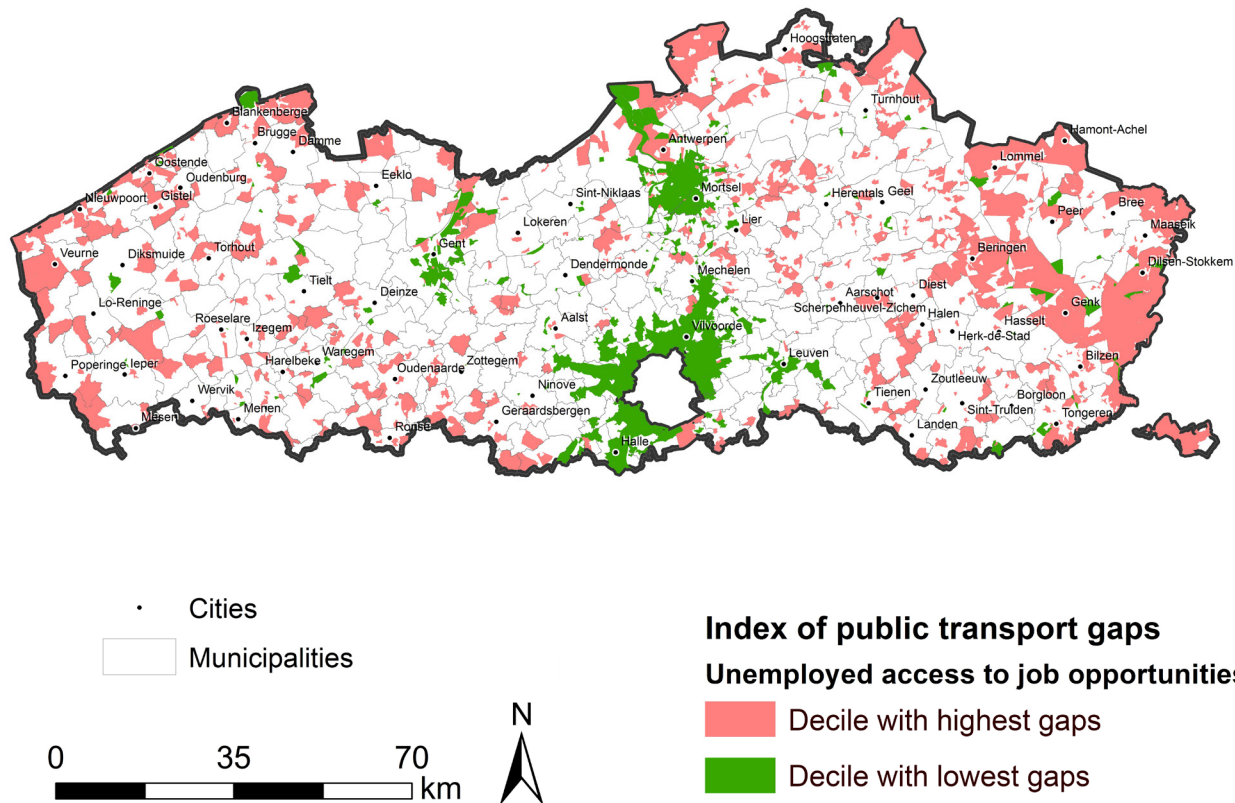 Hoogstraten
Turnhout
Blankenberge
Brugge
Damme
Antwerpen
Hamont-Achel
Lommel
Oostende
Oudenburg
Eeklo
Nieuwpoort
Gistel
Sint-Niklaas
Mortsel
Herentals
Geel
Peer
Bree
Maaseik
Lokeren
Lier
Veurne
Diksmuide
Torhout
Gent
Beringen
Dilsen-Stokkem
Dendermonde
Mechelen
Tielt
Deinze
Aarschot
Diest
Scherpenheuvel-Zichem
Genk
Lo-Reninge
Roeselare
Izegem
Aalst
Vilvoorde
Halen
Hasselt
Herk-de-Stad
Poperinge
Ieper
Harelbeke
Waregem
Oudenaarde
Zottegem
Leuven
Bilzen
Wervik
Menen
Ninove
Tienen
Zoutleeuw
Borgloon
Mesen
Geraardsbergen
Sint-Truiden
Tongeren
Ronse
Halle
Landen
Cities
Municipalities
N
0 35 70
km
Index of public transport gaps
Unemployed access to job opportunities
Decile with highest gaps
Decile with lowest gaps